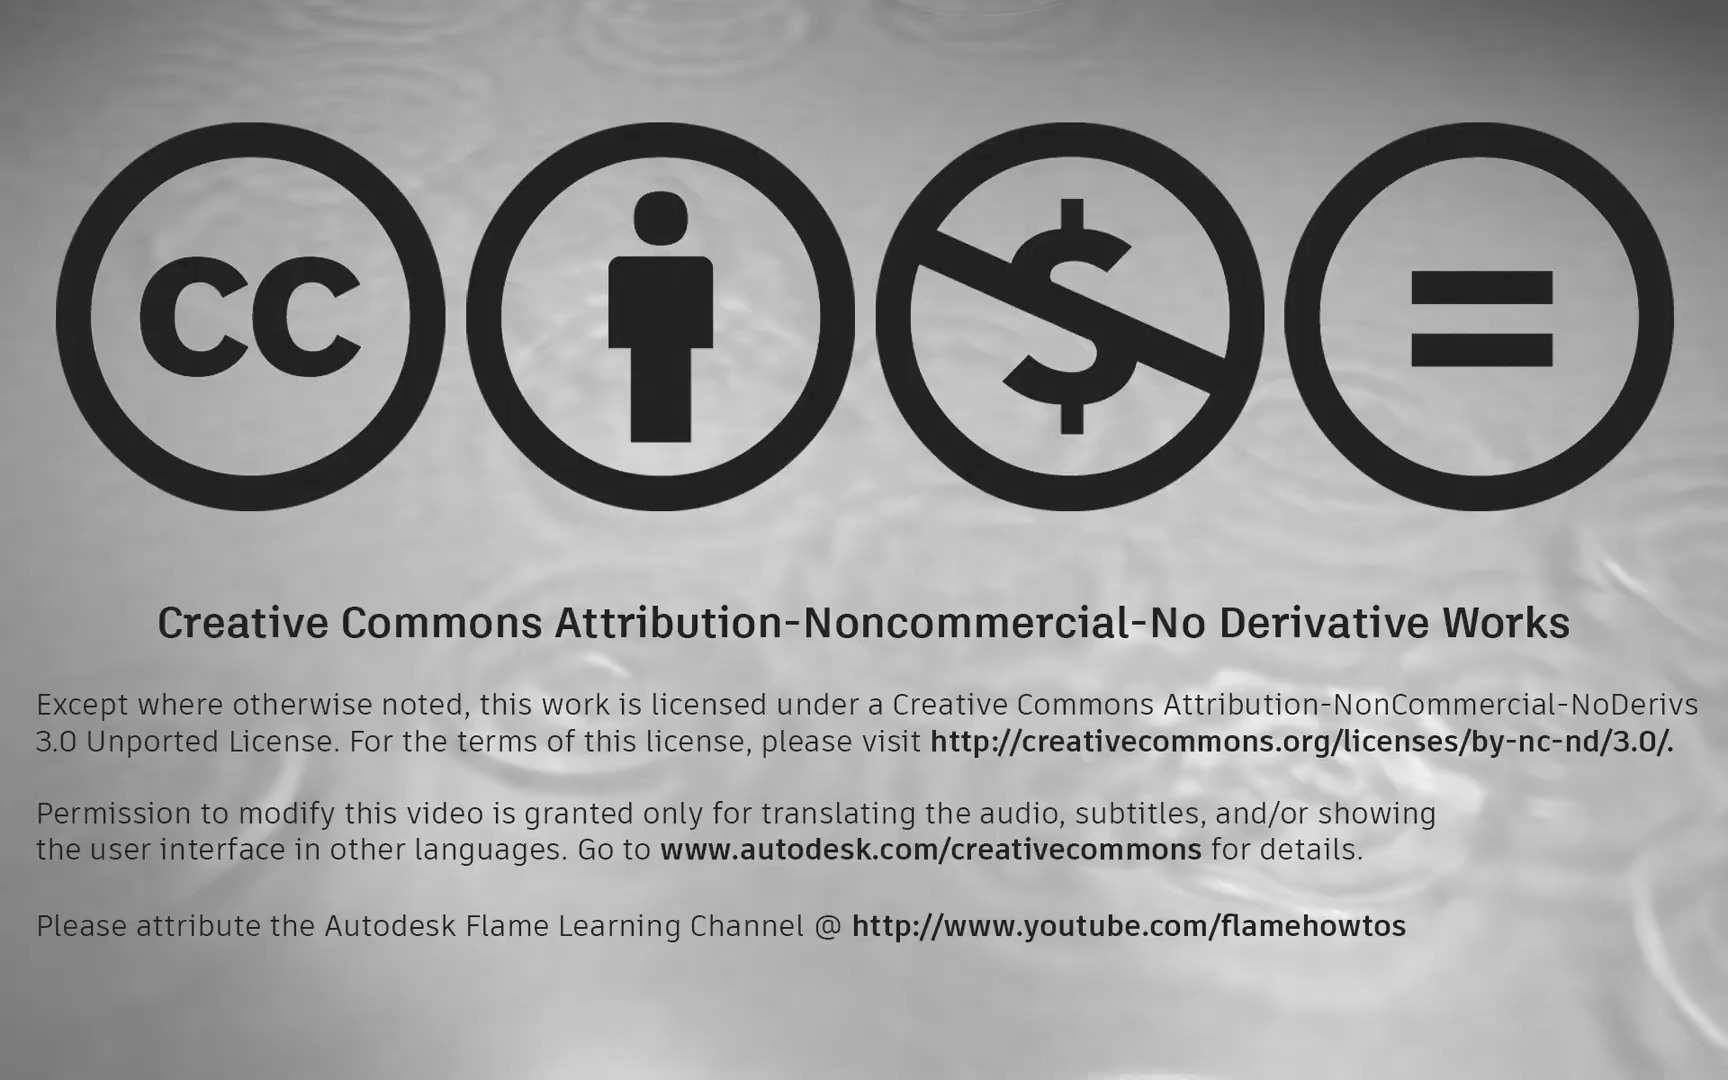 cc
$
=
Creative Commons Attribution-Noncommercial-No Derivative Works
Except where otherwise noted, this work is licensed under a Creative Commons Attribution-NonCommercial-NoDerivs
3.0 Unported License. For the terms of this license, please visit http://creativecommons.org/licenses/by-nc-nd/3.0/.
Permission to modify this video is granted only for translating the audio, subtitles, and/or showing
the user interface in other languages. Go to www.autodesk.com/creativecommons for details.
Please attribute the Autodesk Flame Learning Channel @ http://www.youtube.com/flamehowtos